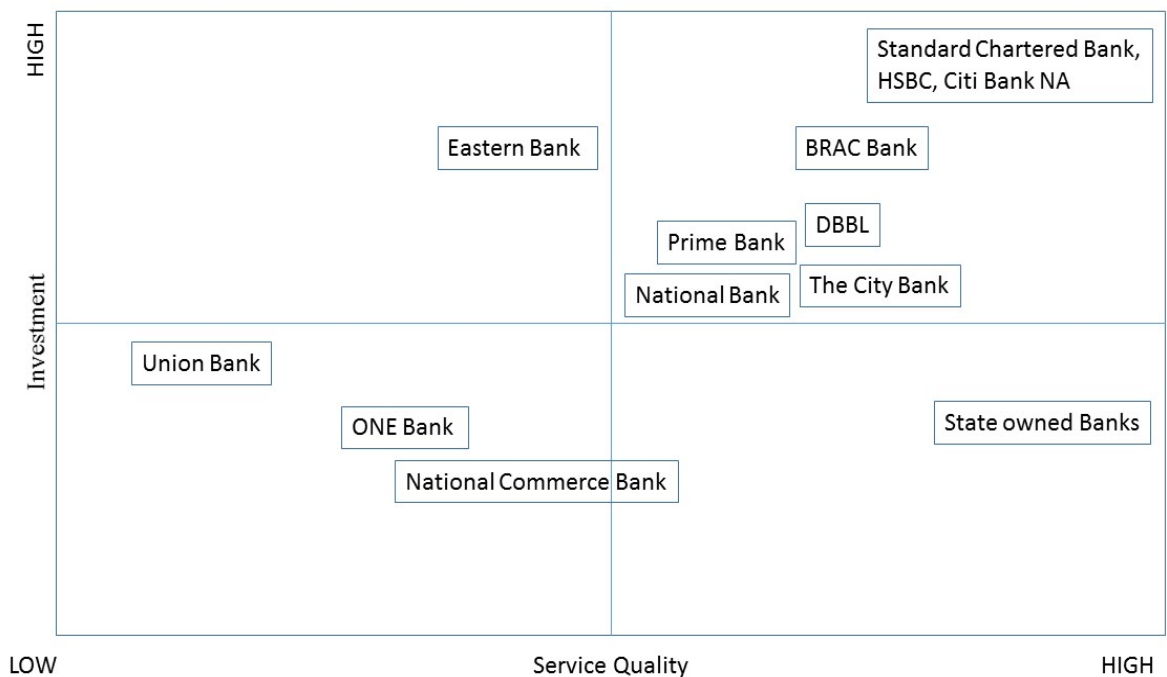 HIGH
Standard Chartered Bank,
HSBC, Citi Bank NA
Eastern Bank
BRAC Bank
DBBL
Prime Bank
The City Bank
National Bank
Investment
Union Bank
ONE Bank
State owned Banks
National Commerce Bank
LOW
Service Quality
HIGH